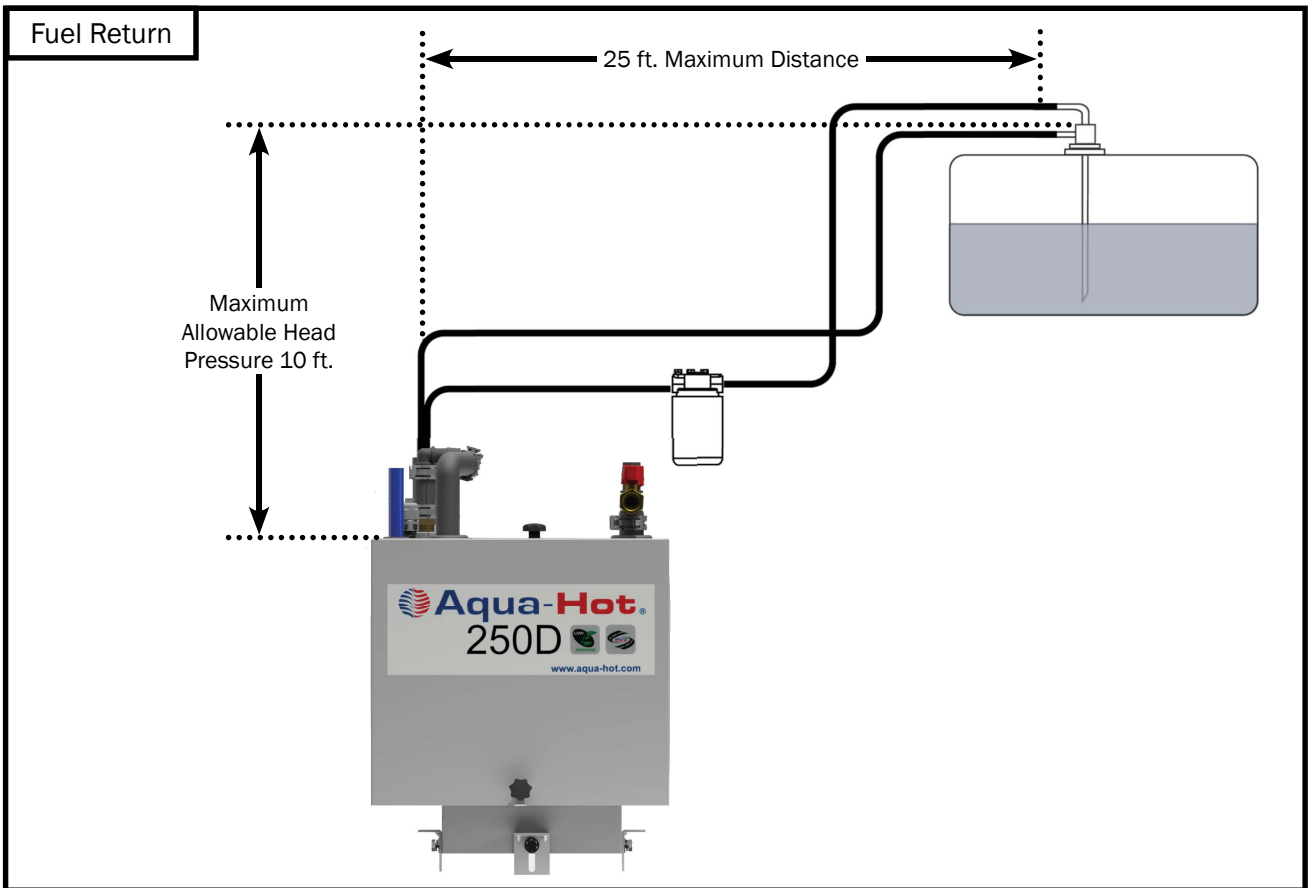 Fuel Return
25 ft. Maximum Distance
Maximum
Allowable Head
Pressure 10 ft.
Aqua-Hot®
250D
www.aqua-hot.com